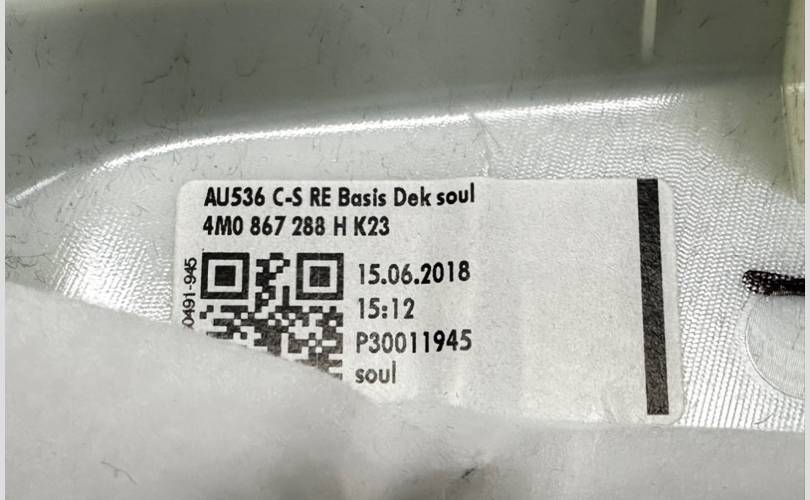 AU536 C-S RE Basis Dek soul
4M0 867 288 H K23
0491-945
15.06.2018
15:12
P30011945
soul